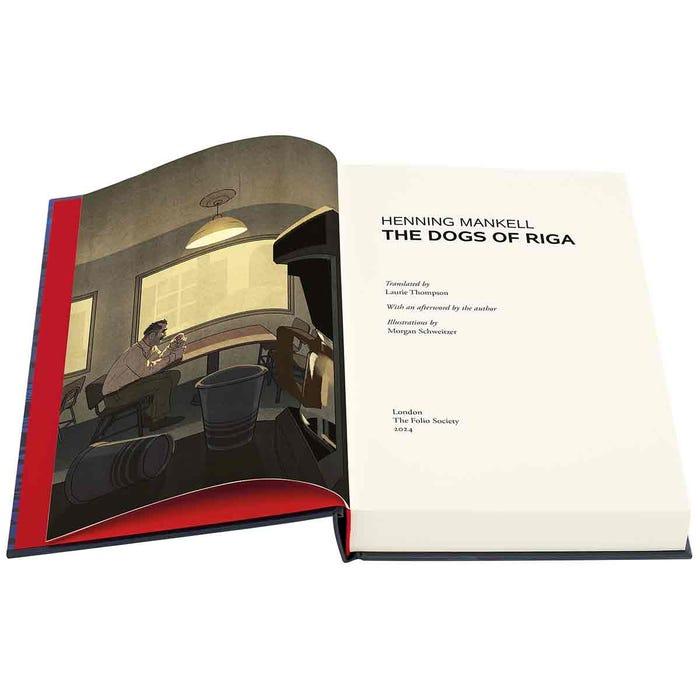 HENNING MANKELL
THE DOGS OF RIGA
Translated by
Laurie Thompson
With an afterword by the author
Illustrations by
Morgan Schweitzer
London
The Folio Society
2024